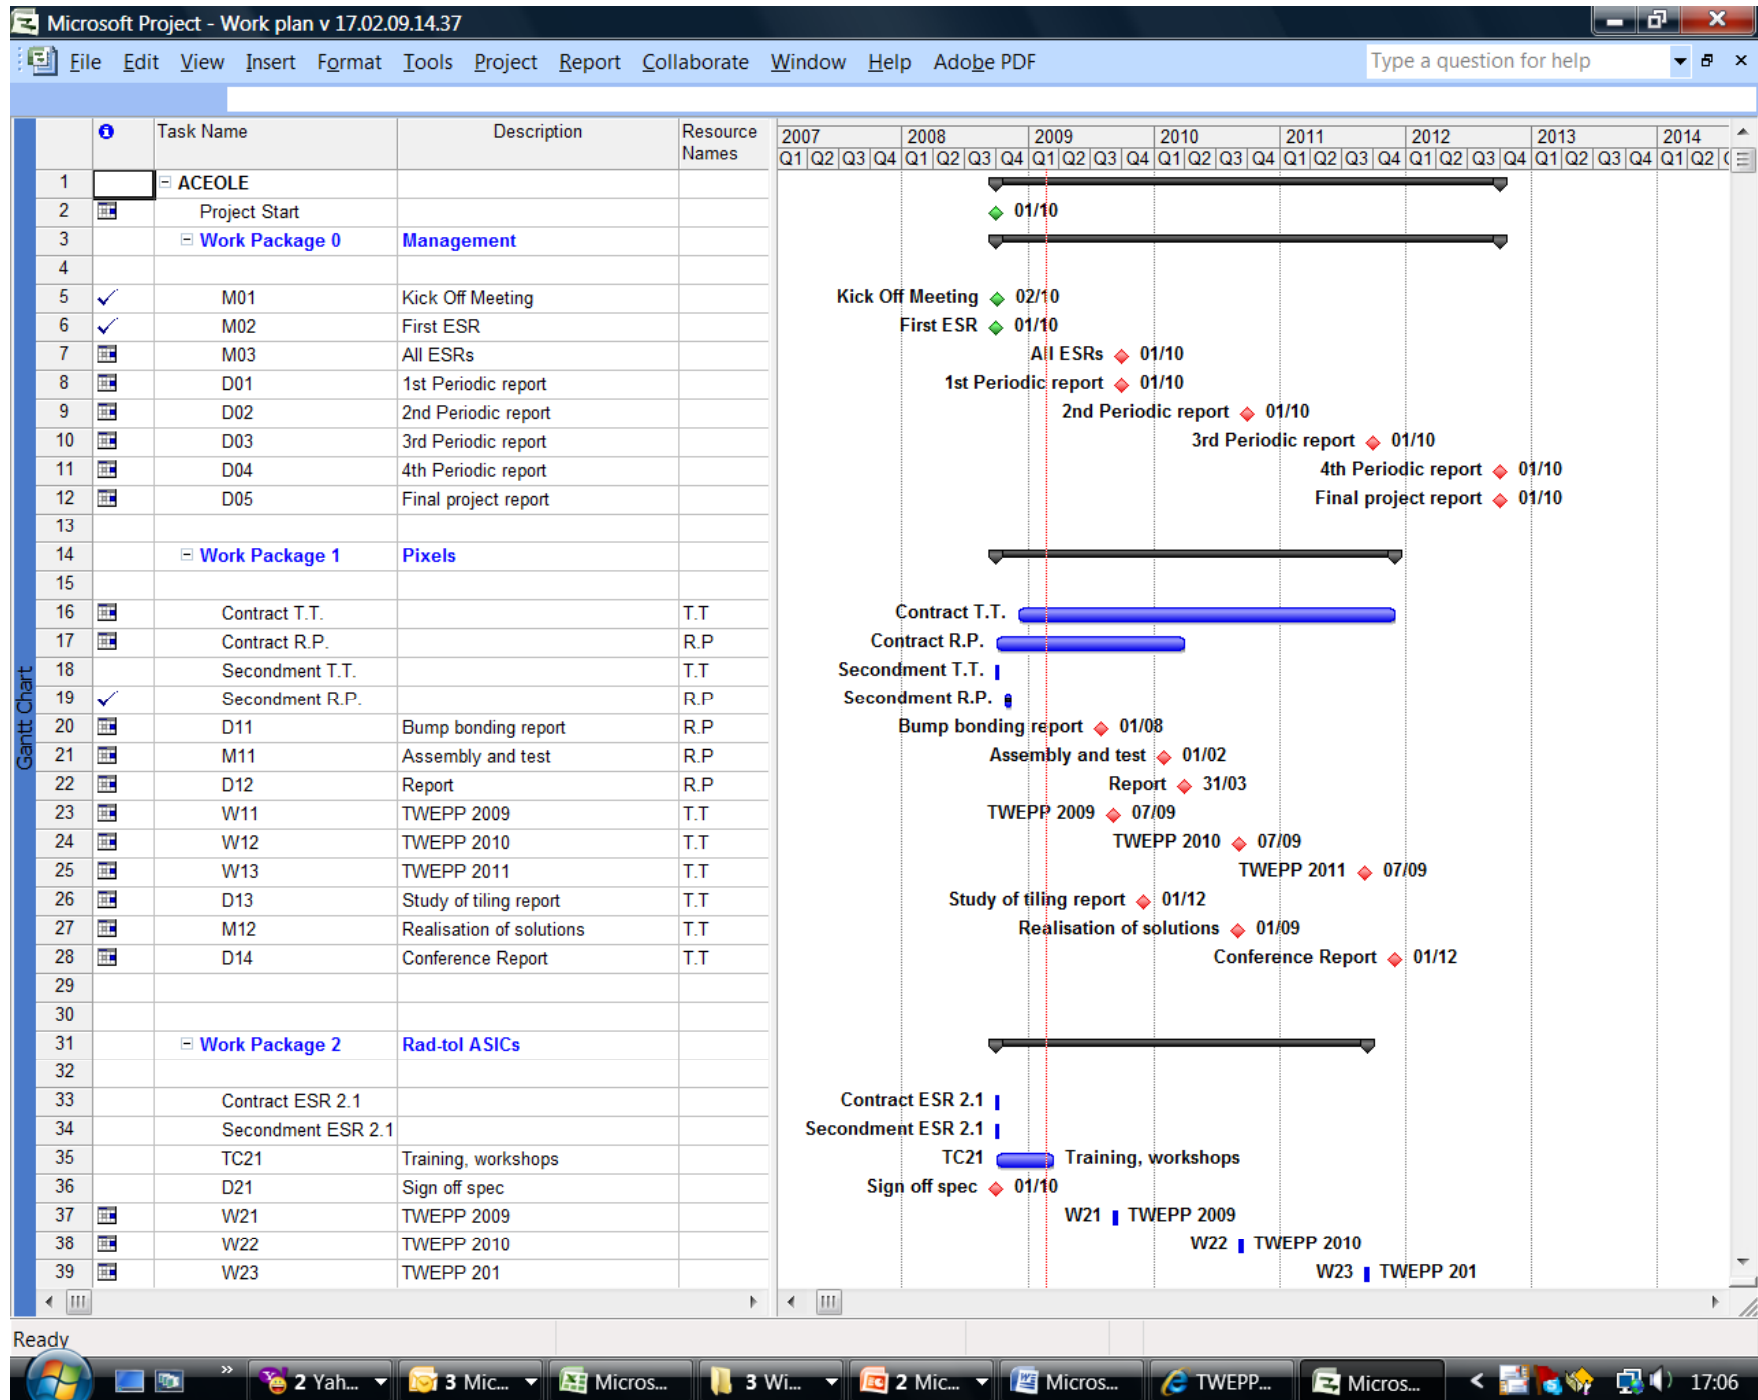 Microsoft Project - Work plan v 17.02.09.14.37
File Edit View Insert Format Tools Project Report Collaborate Window Help Adobe PDF Type a question for help
Task Name Description Resource Names 2007 2008 2009 2010 2011 2012 2013 2014
Q1 Q2 Q3 Q4 Q1 Q2 Q3 Q4 Q1 Q2 Q3 Q4 Q1 Q2 Q3 Q4 Q1 Q2 Q3 Q4 Q1 Q2 Q3 Q4 Q1 Q2 Q3 Q4 Q1 Q2
1 ACEOLE
2 Project Start 01/10
3 Work Package 0 Management
4
5 M01 Kick Off Meeting Kick Off Meeting 02/10
6 M02 First ESR First ESR 01/10
7 M03 All ESRs All ESRs 01/10
8 D01 1st Periodic report 1st Periodic report 01/10
9 D02 2nd Periodic report 2nd Periodic report 01/10
10 D03 3rd Periodic report 3rd Periodic report 01/10
11 D04 4th Periodic report 4th Periodic report 01/10
12 D05 Final project report Final project report 01/10
13
14 Work Package 1 Pixels
15
16 Contract T.T. T.T Contract T.T.
17 Contract R.P. R.P Contract R.P.
18 Secondment T.T. T.T Secondment T.T.
19 Secondment R.P. R.P Secondment R.P.
20 D11 Bump bonding report R.P Bump bonding report 01/08
21 M11 Assembly and test R.P Assembly and test 01/02
22 D12 Report R.P Report 31/03
23 W11 TWEPP 2009 T.T TWEPP 2009 07/09
24 W12 TWEPP 2010 T.T TWEPP 2010 07/09
25 W13 TWEPP 2011 T.T TWEPP 2011 07/09
26 D13 Study of tiling report T.T Study of tiling report 01/12
27 M12 Realisation of solutions T.T Realisation of solutions 01/09
28 D14 Conference Report T.T Conference Report 01/12
29
30
31 Work Package 2 Rad-tol ASICs
32
33 Contract ESR 2.1 Contract ESR 2.1
34 Secondment ESR 2.1 Secondment ESR 2.1
35 TC21 Training, workshops TC21 Training, workshops
36 D21 Sign off spec Sign off spec 01/10
37 W21 TWEPP 2009 W21 TWEPP 2009
38 W22 TWEPP 2010 W22 TWEPP 2010
39 W23 TWEPP 201 W23 TWEPP 201
Gantt Chart
Ready
2 Yah... 3 Mic... Micros... 3 Wi... 2 Mic... Micros... TWEPP... Micros... 17:06